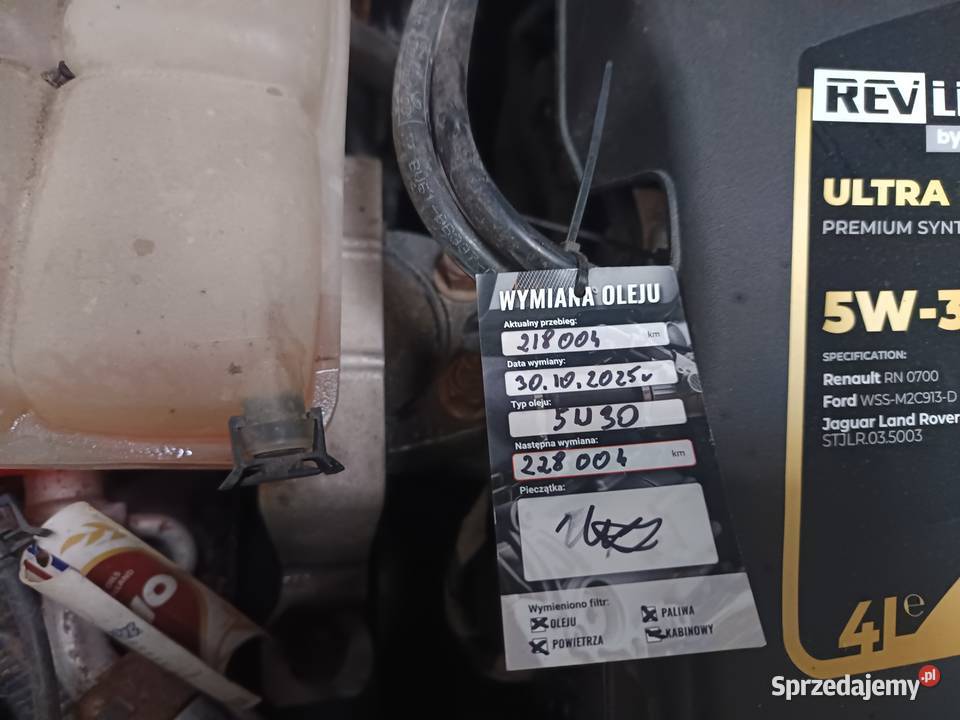 WYMIANA OLEJU
Aktualny przebieg:
218004 km
Data wymiany:
30.10.2025r
Typ oleju:
5W30
Następna wymiana:
228004 km
Pieczątka:
Wymieniono filtr:
OLEJU
PALIWA
POWIETRZA
KABINOWY
REV
by
ULTRA
PREMIUM SYNT
5W-3
SPECIFICATION:
Renault RN 0700
Ford WSS-M2C913-D
Jaguar Land Rover
STJLR.03.5003
4L e
Sprzedajemy.pl